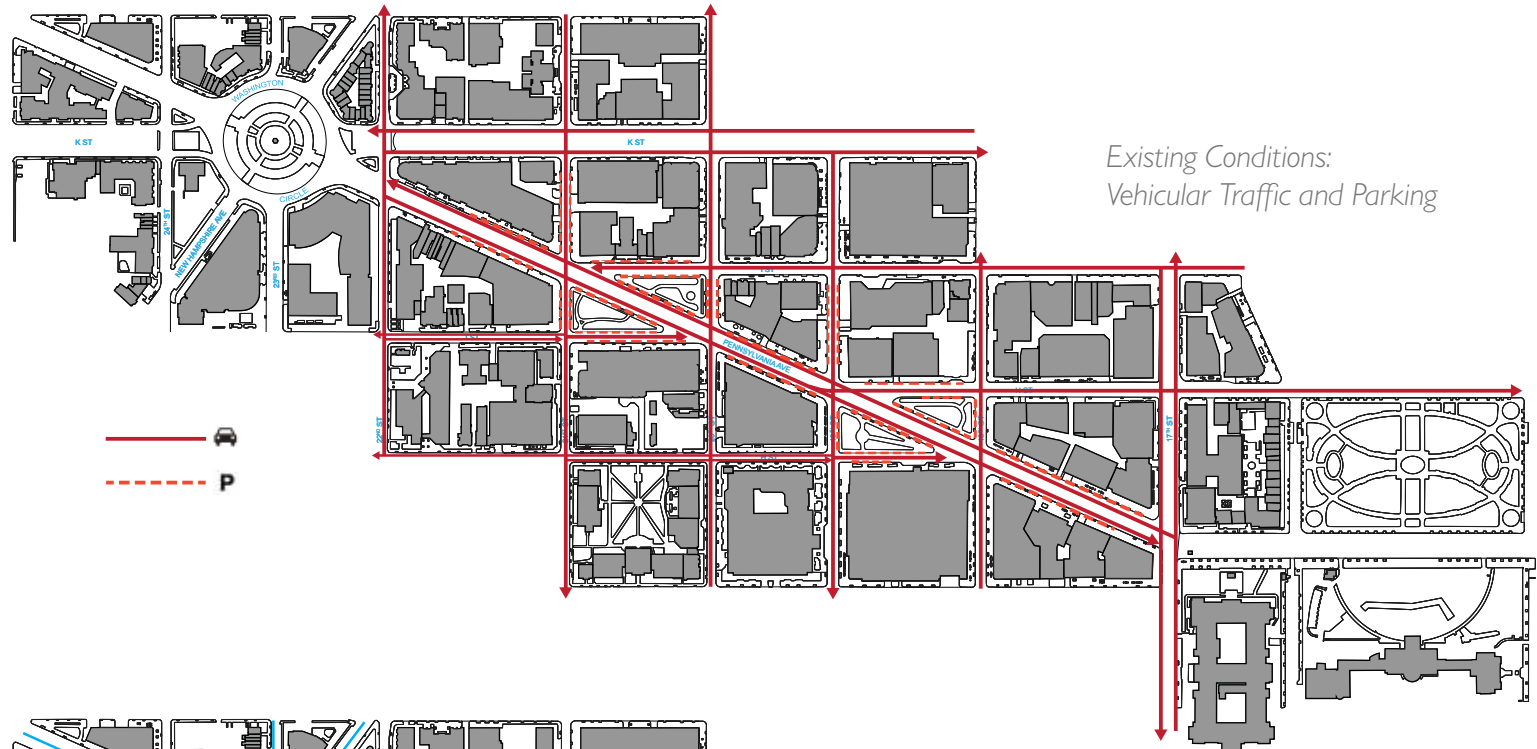 WASHINGTON
CIRCLE
K ST
K ST
Existing Conditions:
Vehicular Traffic and Parking
24TH ST
NEW HAMPSHIRE AVE
23RD ST
PENNSYLVANIA AVE
22ND ST
17TH ST
P